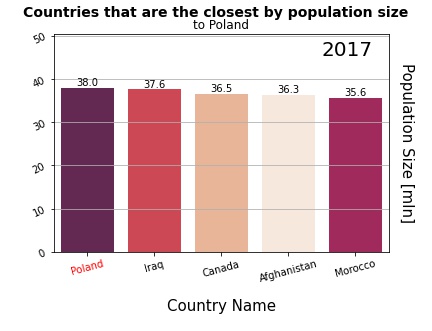 Countries that are the closest by population size
to Poland
2017
50
40
30
20
10
0
38.0
37.6
36.5
36.3
35.6
Population Size [mln]
Poland
Iraq
Canada
Afghanistan
Morocco
Country Name